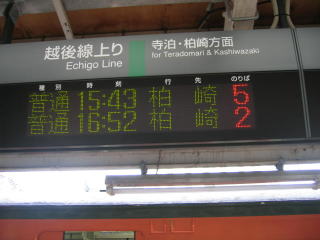 越後線上り
Echigo Line
寺泊・柏崎方面
for Teradomari & Kashiwazaki
種別 時刻 行先 のりば
普通 15:43 柏崎 5
普通 16:52 柏崎 2